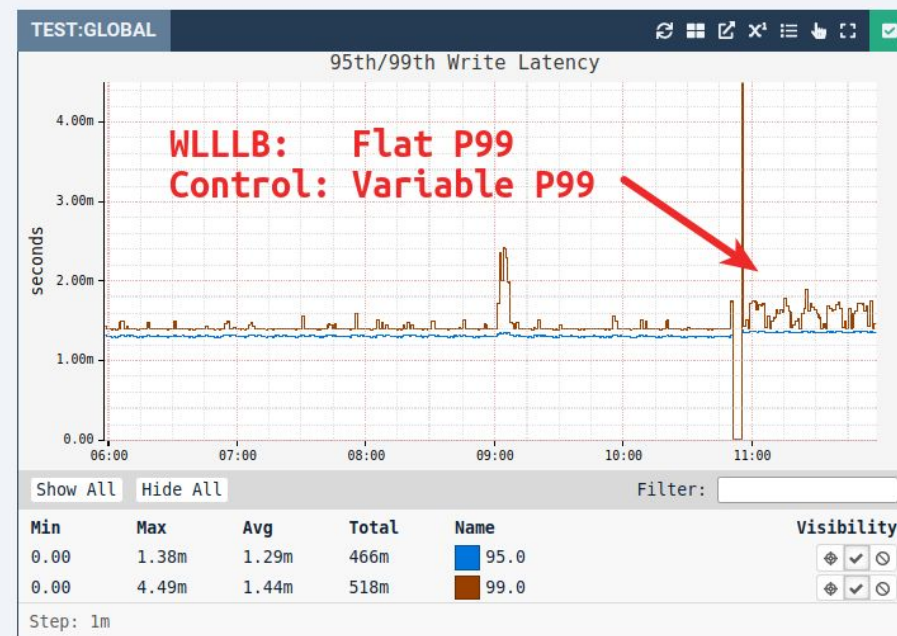 TEST:GLOBAL
X¹
95th/99th Write Latency
WLLLB: Flat P99
Control: Variable P99
seconds
4.00m
3.00m
2.00m
1.00m
0.00
06:00 07:00 08:00 09:00 10:00 11:00
Show All Hide All Filter:
Min Max Avg Total Name Visibility
0.00 1.38m 1.29m 466m 95.0
0.00 4.49m 1.44m 518m 99.0
Step: 1m